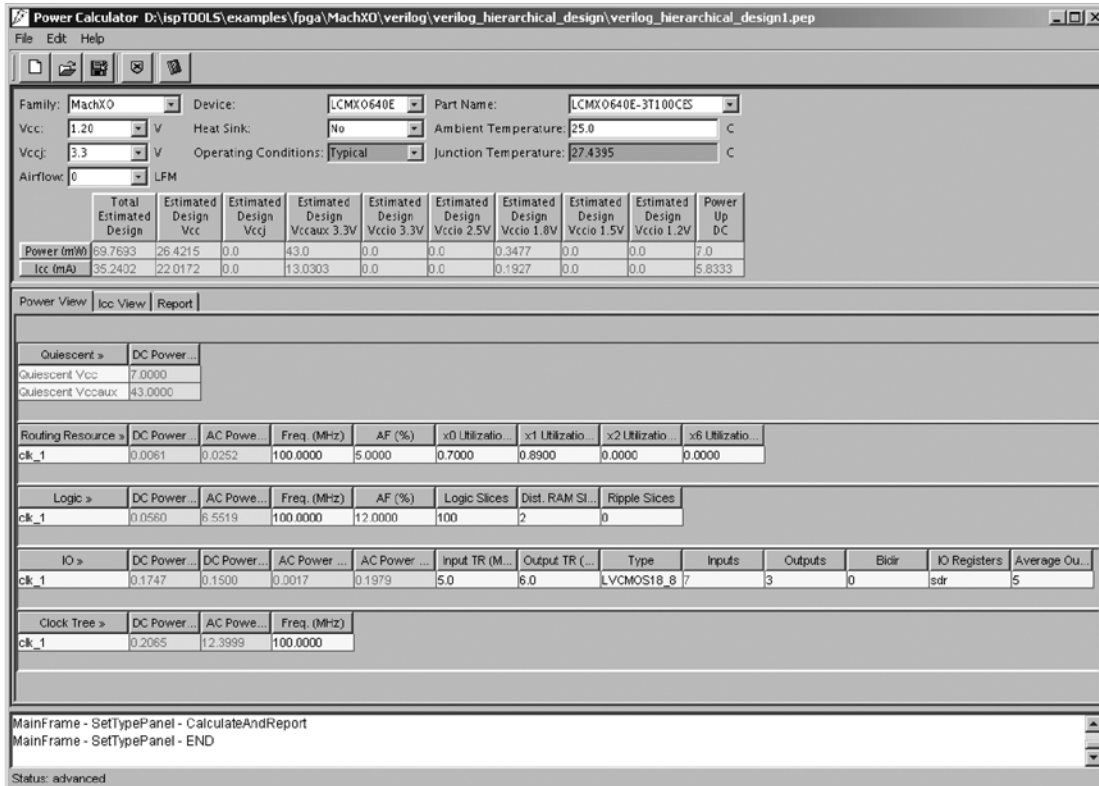 Power Calculator D:\ispTOOLS\examples\fpga\MachXO\verilog\verilog_hierarchical_design\verilog_hierarchical_design1.pep
File Edit Help
Family: MachXO Device: LCMXO640E Part Name: LCMXO640E-3T100CES
Vcc: 1.20 V Heat Sink: No Ambient Temperature: 25.0 C
Vccj: 3.3 V Operating Conditions: Typical Junction Temperature: 27.4395 C
Airflow: 0 LFM
Total Estimated Design Estimated Design Vcc Estimated Design Vccj Estimated Design Vccaux 3.3V Estimated Design Vccio 3.3V Estimated Design Vccio 2.5V Estimated Design Vccio 1.8V Estimated Design Vccio 1.5V Estimated Design Vccio 1.2V Power Up DC
Power (mW) 69.7693 26.4215 0.0 43.0 0.0 0.0 0.3477 0.0 0.0 7.0
Icc (mA) 35.2402 22.0172 0.0 13.0303 0.0 0.0 0.1927 0.0 0.0 5.8333
Power View Icc View Report
Quiescent » DC Power...
Quiescent Vcc 7.0000
Quiescent Vccaux 43.0000
Routing Resource » DC Power... AC Powe... Freq. (MHz) AF (%) x0 Utilizatio... x1 Utilizatio... x2 Utilizatio... x6 Utilizatio...
clk_1 0.0061 0.0252 100.0000 5.0000 0.7000 0.8900 0.0000 0.0000
Logic » DC Power... AC Powe... Freq. (MHz) AF (%) Logic Slices Dist. RAM Sl... Ripple Slices
clk_1 0.0560 6.5519 100.0000 12.0000 100 2 0
IO » DC Power... DC Power... AC Power ... AC Power ... Input TR (M... Output TR (... Type Inputs Outputs Bidir IO Registers Average Ou...
clk_1 0.1747 0.1500 0.0017 0.1979 5.0 6.0 LVCMOS18_8 7 3 0 sdr 5
Clock Tree » DC Power... AC Powe... Freq. (MHz)
clk_1 0.2065 12.3999 100.0000
MainFrame - SetTypePanel - CalculateAndReport
MainFrame - SetTypePanel - END
Status: advanced